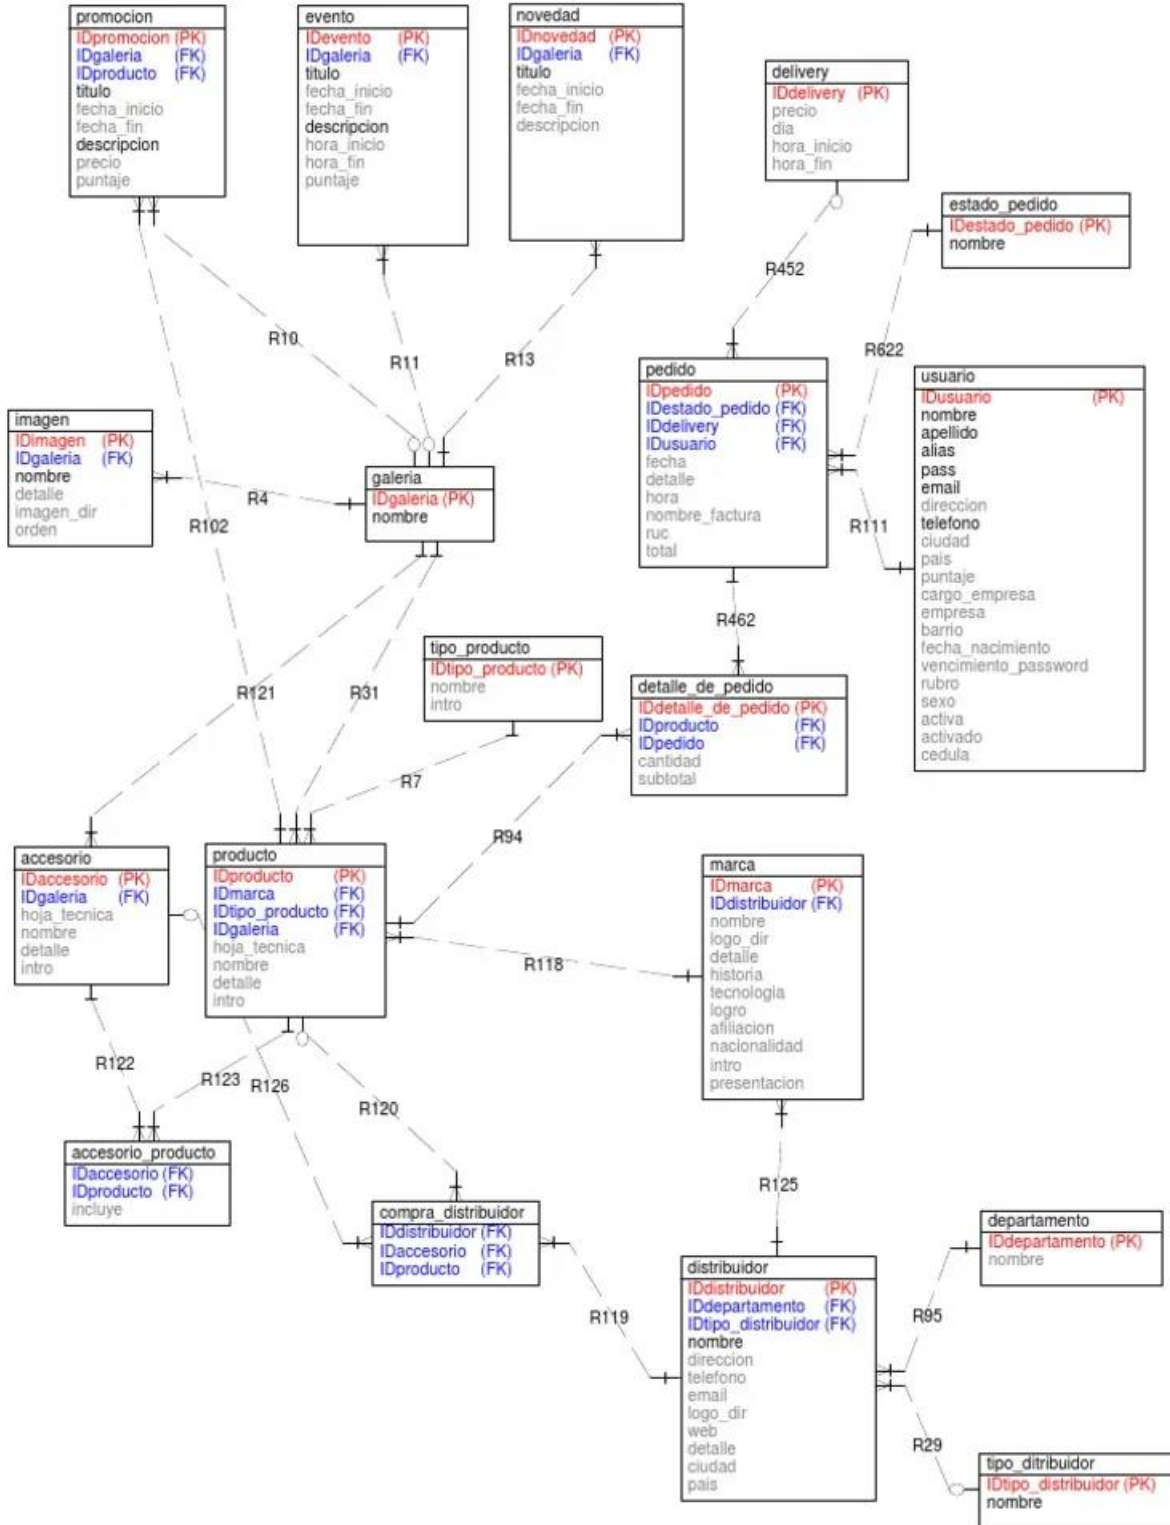 promocion
IDpromocion (PK)
IDgaleria (FK)
IDproducto (FK)
titulo
fecha_inicio
fecha_fin
descripcion
precio
puntaje
evento
IDevento (PK)
IDgaleria (FK)
titulo
fecha_inicio
fecha_fin
descripcion
hora_inicio
hora_fin
puntaje
novedad
IDnovedad (PK)
IDgaleria (FK)
titulo
fecha_inicio
fecha_fin
descripcion
delivery
IDdelivery (PK)
precio
dia
hora_inicio
hora_fin
estado_pedido
IDestado_pedido (PK)
nombre
R452
R10
R11
R13
R622
pedido
IDpedido (PK)
IDestado_pedido (FK)
IDdelivery (FK)
IDusuario (FK)
fecha
detalle
hora
nombre_factura
ruc
total
usuario
IDusuario (PK)
nombre
apellido
alias
pass
email
direccion
telefono
ciudad
pais
puntaje
cargo_empresa
empresa
barrio
fecha_nacimiento
vencimiento_password
rubro
sexo
activa
activado
cedula
imagen
IDimagen (PK)
IDgaleria (FK)
nombre
detalle
imagen_dir
orden
R4
galeria
IDgaleria (PK)
nombre
R102
R111
R462
tipo_producto
IDtipo_producto (PK)
nombre
intro
R121
R31
detalle_de_pedido
IDdetalle_de_pedido (PK)
IDproducto (FK)
IDpedido (FK)
cantidad
subtotal
R7
R94
accesorio
IDaccesorio (PK)
IDgaleria (FK)
hoja_tecnica
nombre
detalle
intro
producto
IDproducto (PK)
IDmarca (FK)
IDtipo_producto (FK)
IDgaleria (FK)
hoja_tecnica
nombre
detalle
intro
marca
IDmarca (PK)
IDdistribuidor (FK)
nombre
logo_dir
detalle
historia
tecnologia
logro
afiliacion
nacionalidad
intro
presentacion
R118
R122
R123
R126
R120
accesorio_producto
IDaccesorio (FK)
IDproducto (FK)
incluye
R125
compra_distribuidor
IDdistribuidor (FK)
IDaccesorio (FK)
IDproducto (FK)
departamento
IDdepartamento (PK)
nombre
distribuidor
IDdistribuidor (PK)
IDdepartamento (FK)
IDtipo_distribuidor (FK)
nombre
direccion
telefono
email
logo_dir
web
detalle
ciudad
pais
R119
R95
R29
tipo_ditribuidor
IDtipo_distribuidor (PK)
nombre